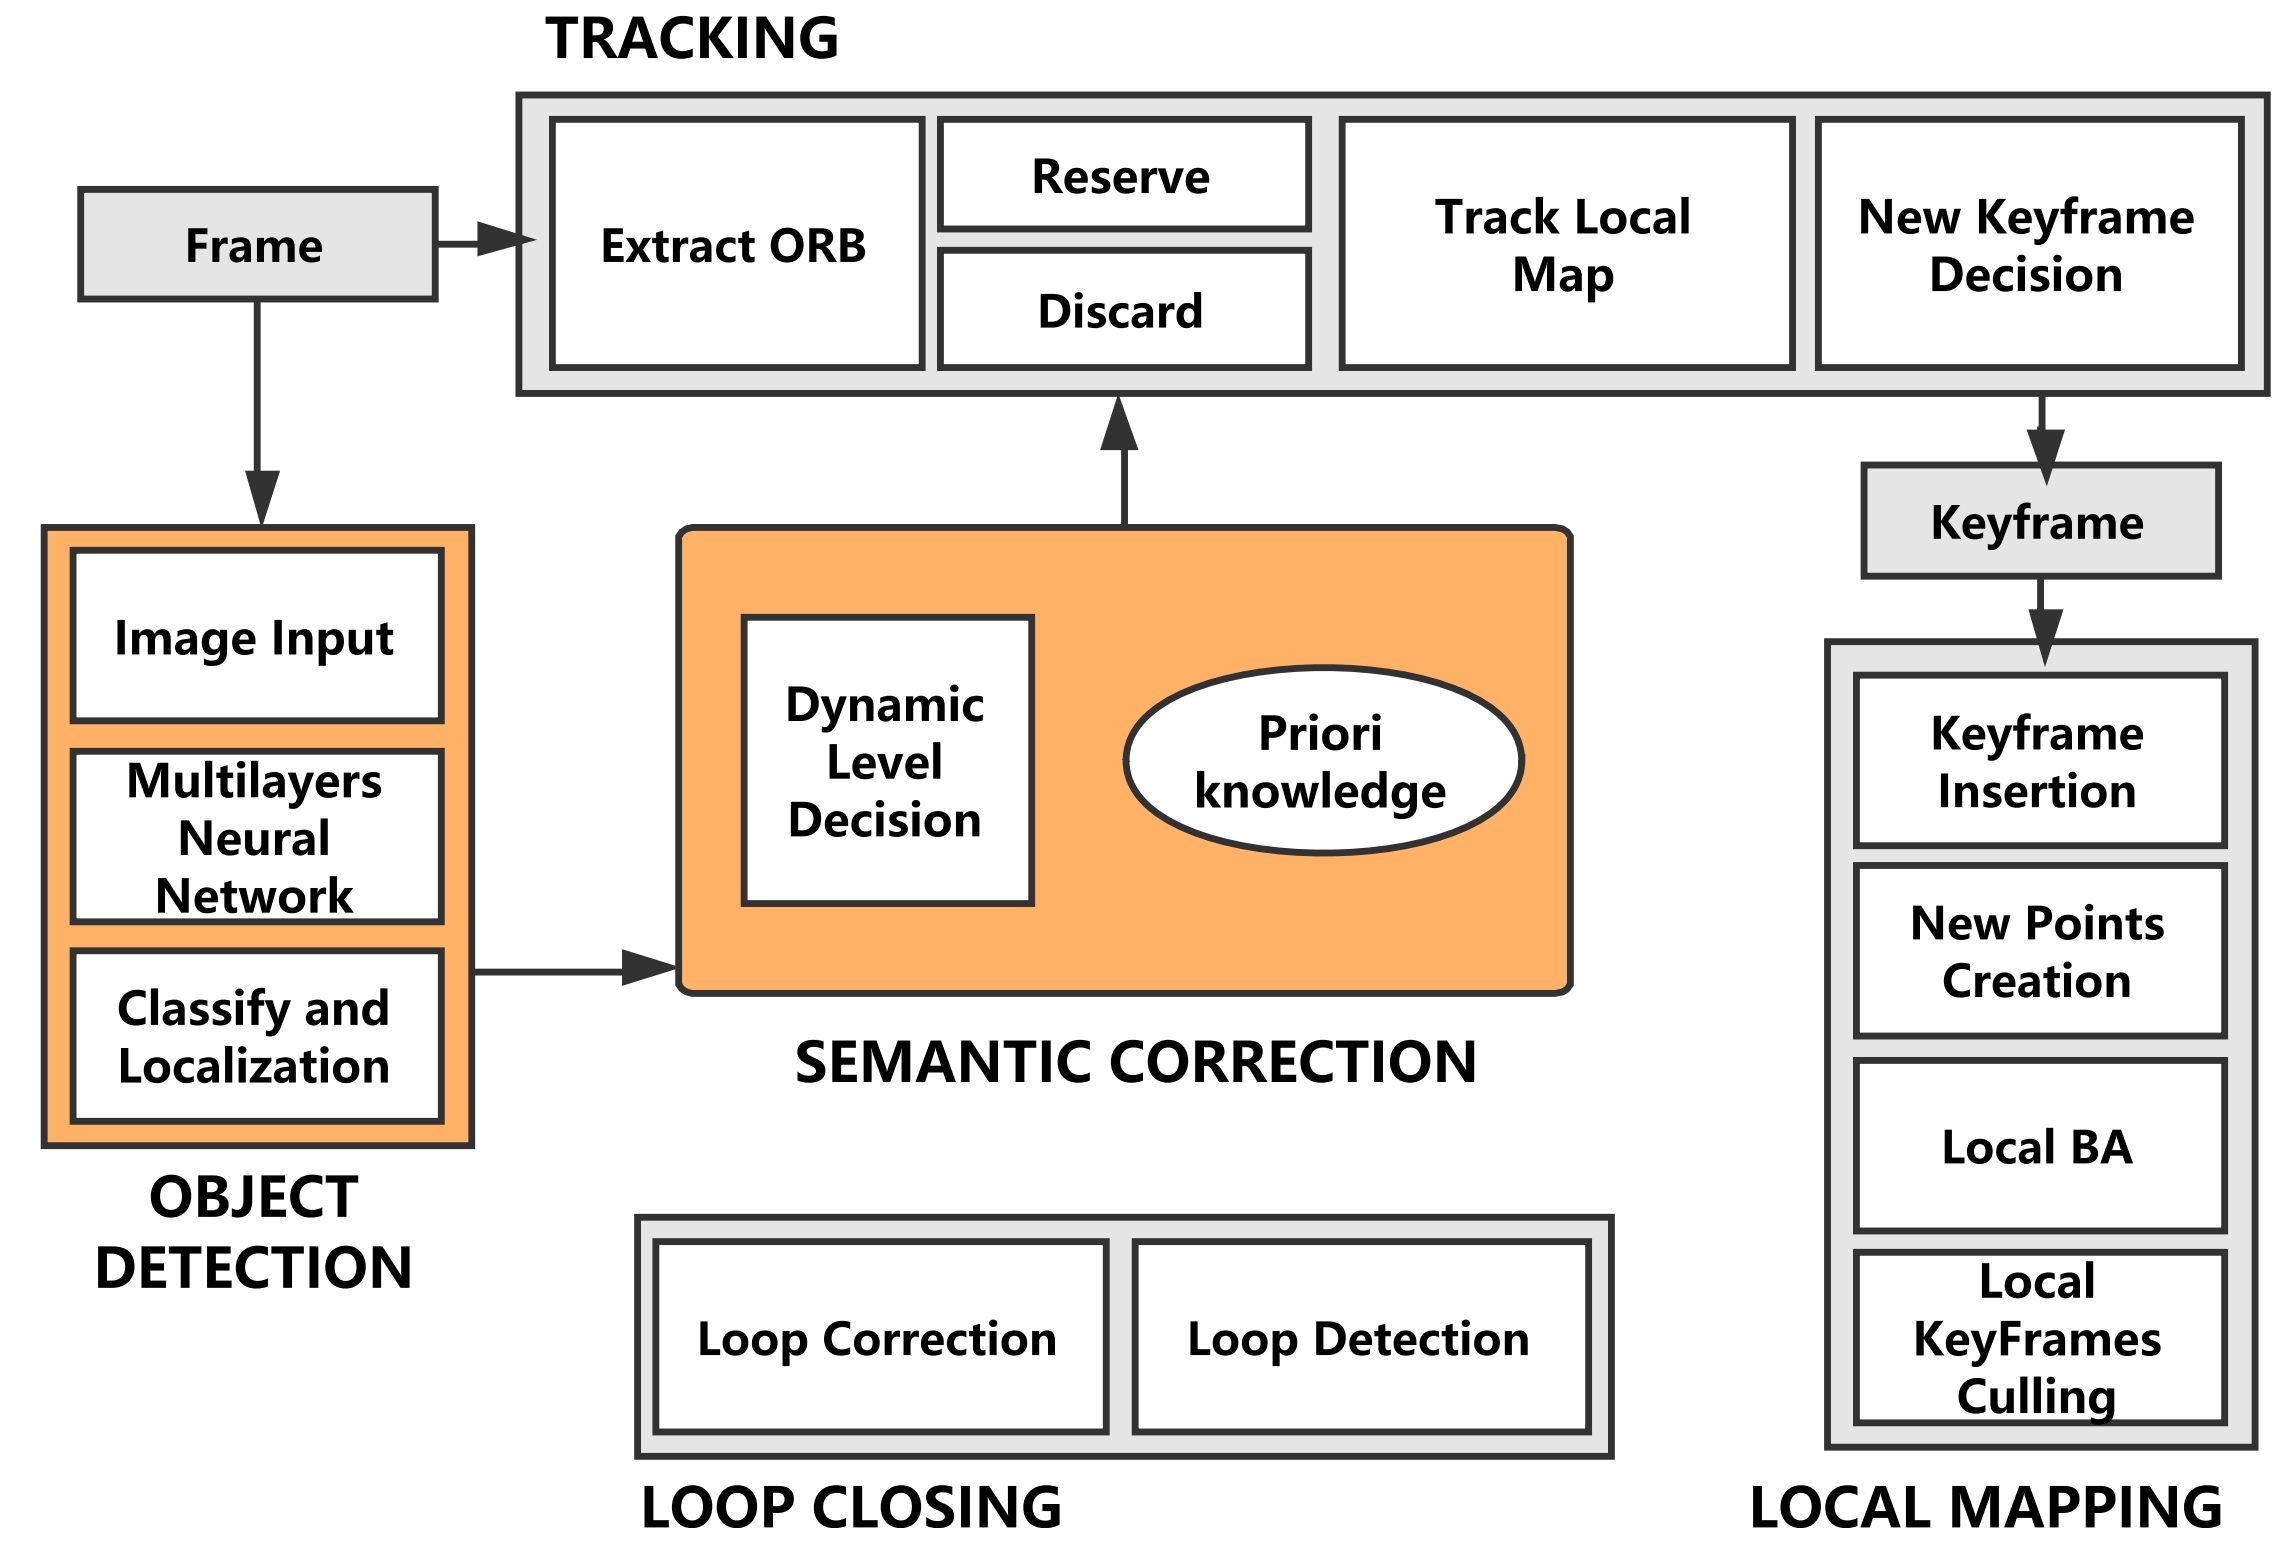 TRACKING
Frame
Extract ORB
Reserve
Discard
Track Local
Map
New Keyframe
Decision
Keyframe
Image Input
Multilayers
Neural
Network
Classify and
Localization
OBJECT
DETECTION
Dynamic
Level
Decision
Priori
knowledge
SEMANTIC CORRECTION
Keyframe
Insertion
New Points
Creation
Local BA
Local
KeyFrames
Culling
LOCAL MAPPING
Loop Correction
Loop Detection
LOOP CLOSING